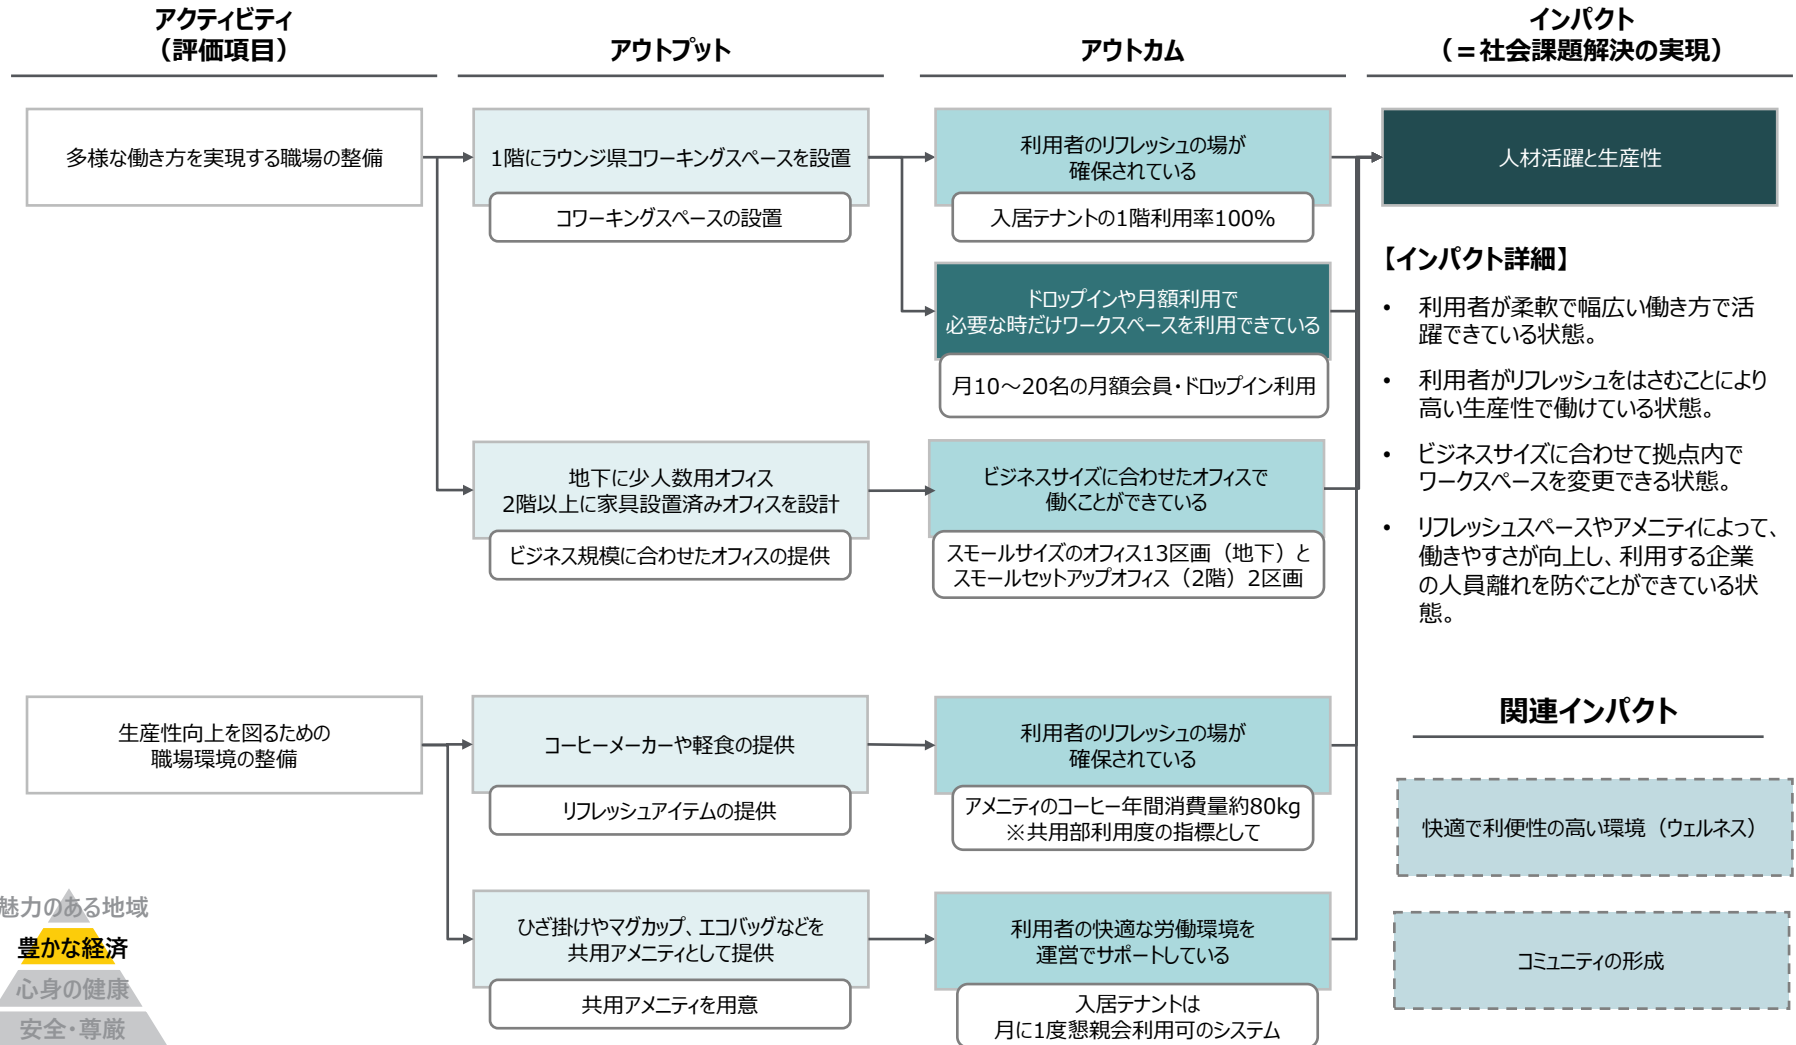 アクティビティ
（評価項目）
アウトプット
アウトカム
インパクト
（＝社会課題解決の実現）
多様な働き方を実現する職場の整備
1階にラウンジ県コワーキングスペースを設置
コワーキングスペースの設置
利用者のリフレッシュの場が
確保されている
入居テナントの1階利用率100%
ドロップインや月額利用で
必要な時だけワークスペースを利用できている
月10～20名の月額会員・ドロップイン利用
地下に少人数用オフィス
2階以上に家具設置済みオフィスを設計
ビジネス規模に合わせたオフィスの提供
ビジネスサイズに合わせたオフィスで
働くことができている
スモールサイズのオフィス13区画（地下）と
スモールセットアップオフィス（2階）2区画
人材活躍と生産性
【インパクト詳細】
• 利用者が柔軟で幅広い働き方で活
躍できている状態。
• 利用者がリフレッシュをはさむことにより
高い生産性で働けている状態。
• ビジネスサイズに合わせて拠点内で
ワークスペースを変更できる状態。
• リフレッシュスペースやアメニティによって、
働きやすさが向上し、利用する企業
の人員離れを防ぐことができている状
態。
生産性向上を図るための
職場環境の整備
コーヒーメーカーや軽食の提供
リフレッシュアイテムの提供
利用者のリフレッシュの場が
確保されている
アメニティのコーヒー年間消費量約80kg
※共用部利用度の指標として
ひざ掛けやマグカップ、エコバッグなどを
共用アメニティとして提供
共用アメニティを用意
利用者の快適な労働環境を
運営でサポートしている
入居テナントは
月に1度懇親会利用可のシステム
関連インパクト
快適で利便性の高い環境（ウェルネス）
コミュニティの形成
魅力のある地域
豊かな経済
心身の健康
安全・尊厳